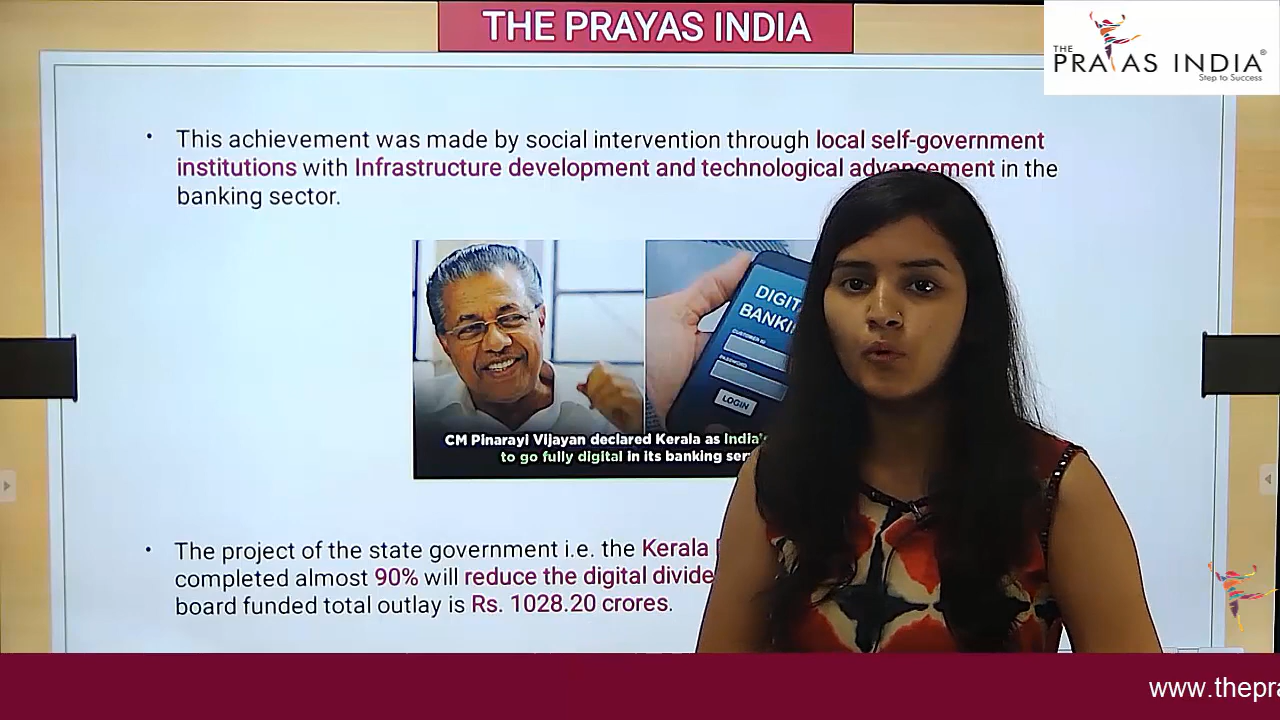 THE PRAYAS INDIA
THE
PRAYAS INDIA®
Step to Success
• This achievement was made by social intervention through local self-government
institutions with Infrastructure development and technological advancement in the
banking sector.
DIGIT
BANKI
CUSTOMER ID
PASSWORD
LOGIN
CM Pinarayi Vijayan declared Kerala as India's
to go fully digital in its banking ser
• The project of the state government i.e. the Kerala
completed almost 90% will reduce the digital divide
board funded total outlay is Rs. 1028.20 crores.
www.thepra